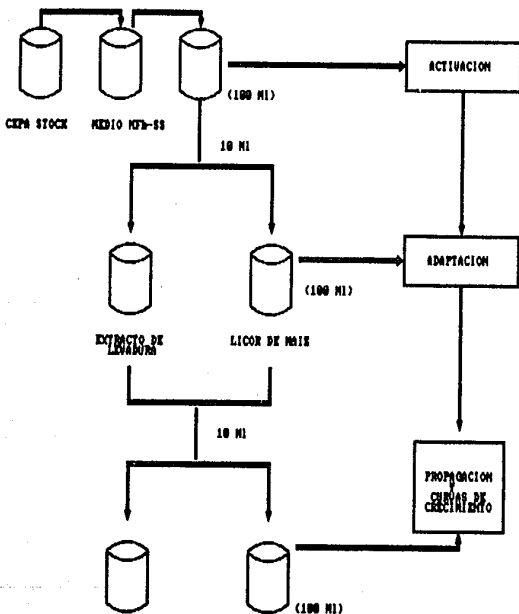 (100 Ml)
ACTIVACION
CEPA STOCK
MEDIO MFb-SS
10 Ml
ADAPTACION
(100 Ml)
EXTRACTO DE
LEVADURA
LICOR DE MAIZ
10 Ml
PROPAGACION
Y
CURVAS DE
CRECIMIENTO
(100 Ml)